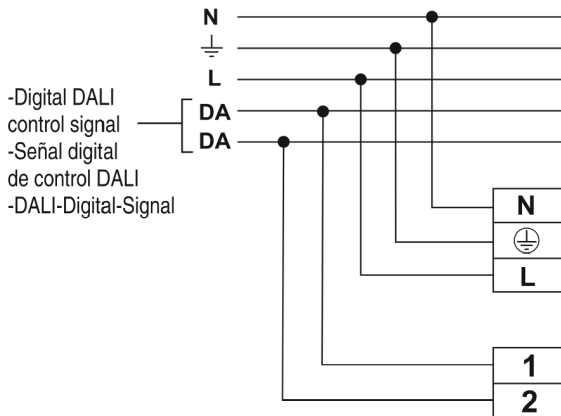 N
L
DA
DA
-Digital DALI
control signal
-Señal digital
de control DALI
-DALI-Digital-Signal
N
L
1
2